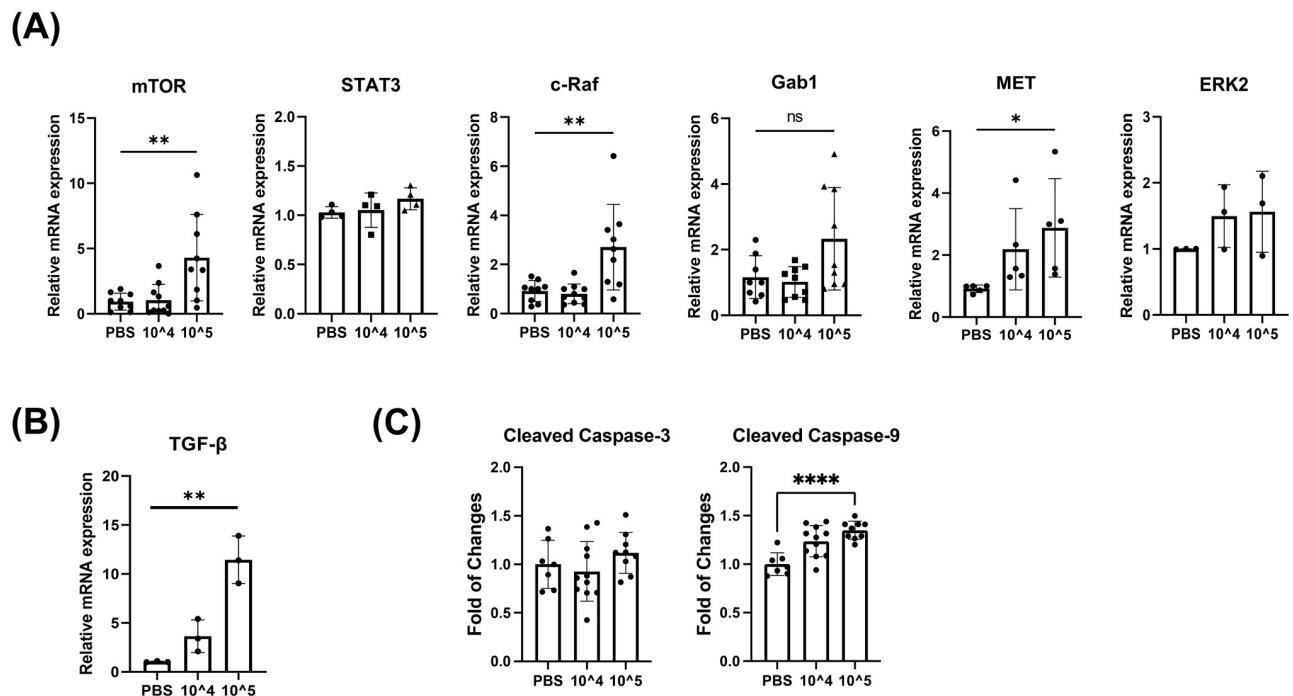 (A)
mTOR
Relative mRNA expression
15
10
5
0
**
PBS 10^4 10^5
STAT3
Relative mRNA expression
2.0
1.5
1.0
0.5
0.0
PBS 10^4 10^5
c-Raf
Relative mRNA expression
8
6
4
2
0
**
PBS 10^4 10^5
Gab1
Relative mRNA expression
6
4
2
0
ns
PBS 10^4 10^5
MET
Relative mRNA expression
6
4
2
0
*
PBS 10^4 10^5
ERK2
Relative mRNA expression
3
2
1
0
PBS 10^4 10^5
(B)
TGF-β
Relative mRNA expression
20
15
10
5
0
**
PBS 10^4 10^5
(C)
Cleaved Caspase-3
Fold of Changes
2.0
1.5
1.0
0.5
0.0
PBS 10^4 10^5
Cleaved Caspase-9
Fold of Changes
2.0
1.5
1.0
0.5
0.0
****
PBS 10^4 10^5